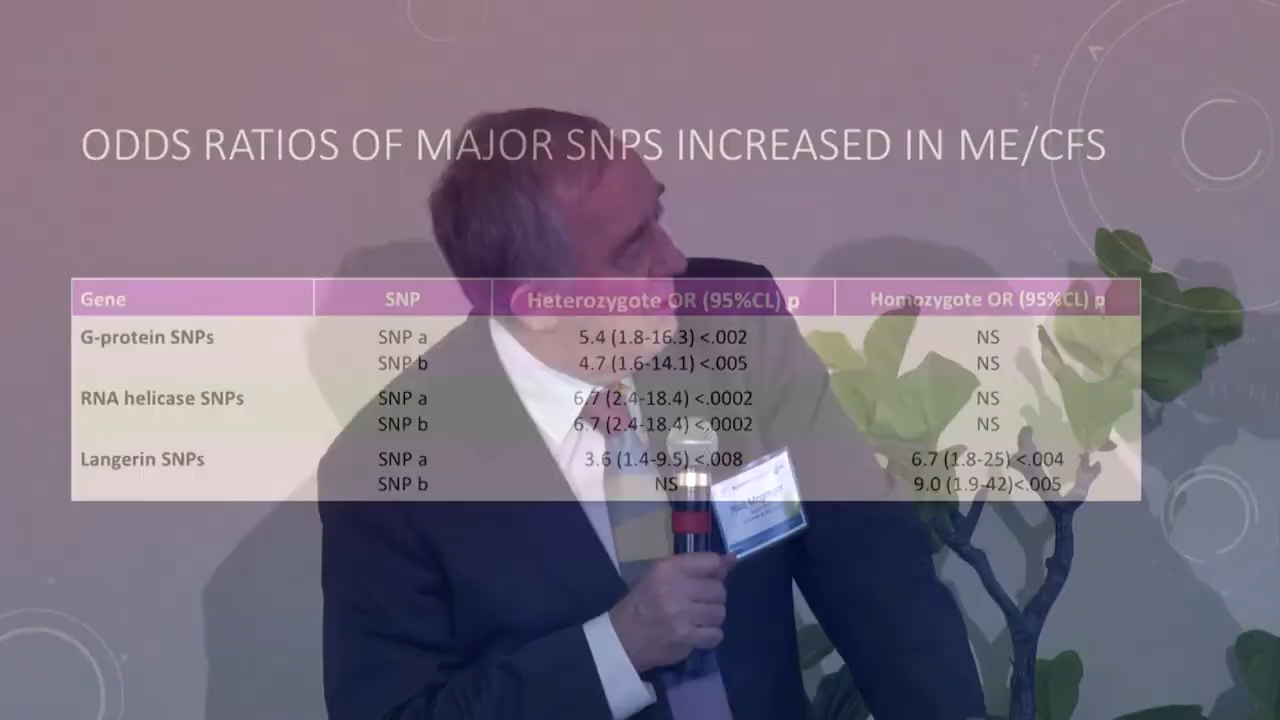 ODDS RATIOS OF MAJOR SNPS INCREASED IN ME/CFS
Gene SNP Heterozygote OR (95%CL) p Homozygote OR (95%CL) p
G-protein SNPs SNP a 5.4 (1.8-16.3) <.002 NS
SNP b 4.7 (1.6-14.1) <.005 NS
RNA helicase SNPs SNP a 6.7 (2.4-18.4) <.0002 NS
SNP b 6.7 (2.4-18.4) <.0002 NS
Langerin SNPs SNP a 3.6 (1.4-9.5) <.008 6.7 (1.8-25) <.004
SNP b NS 9.0 (1.9-42)<.005